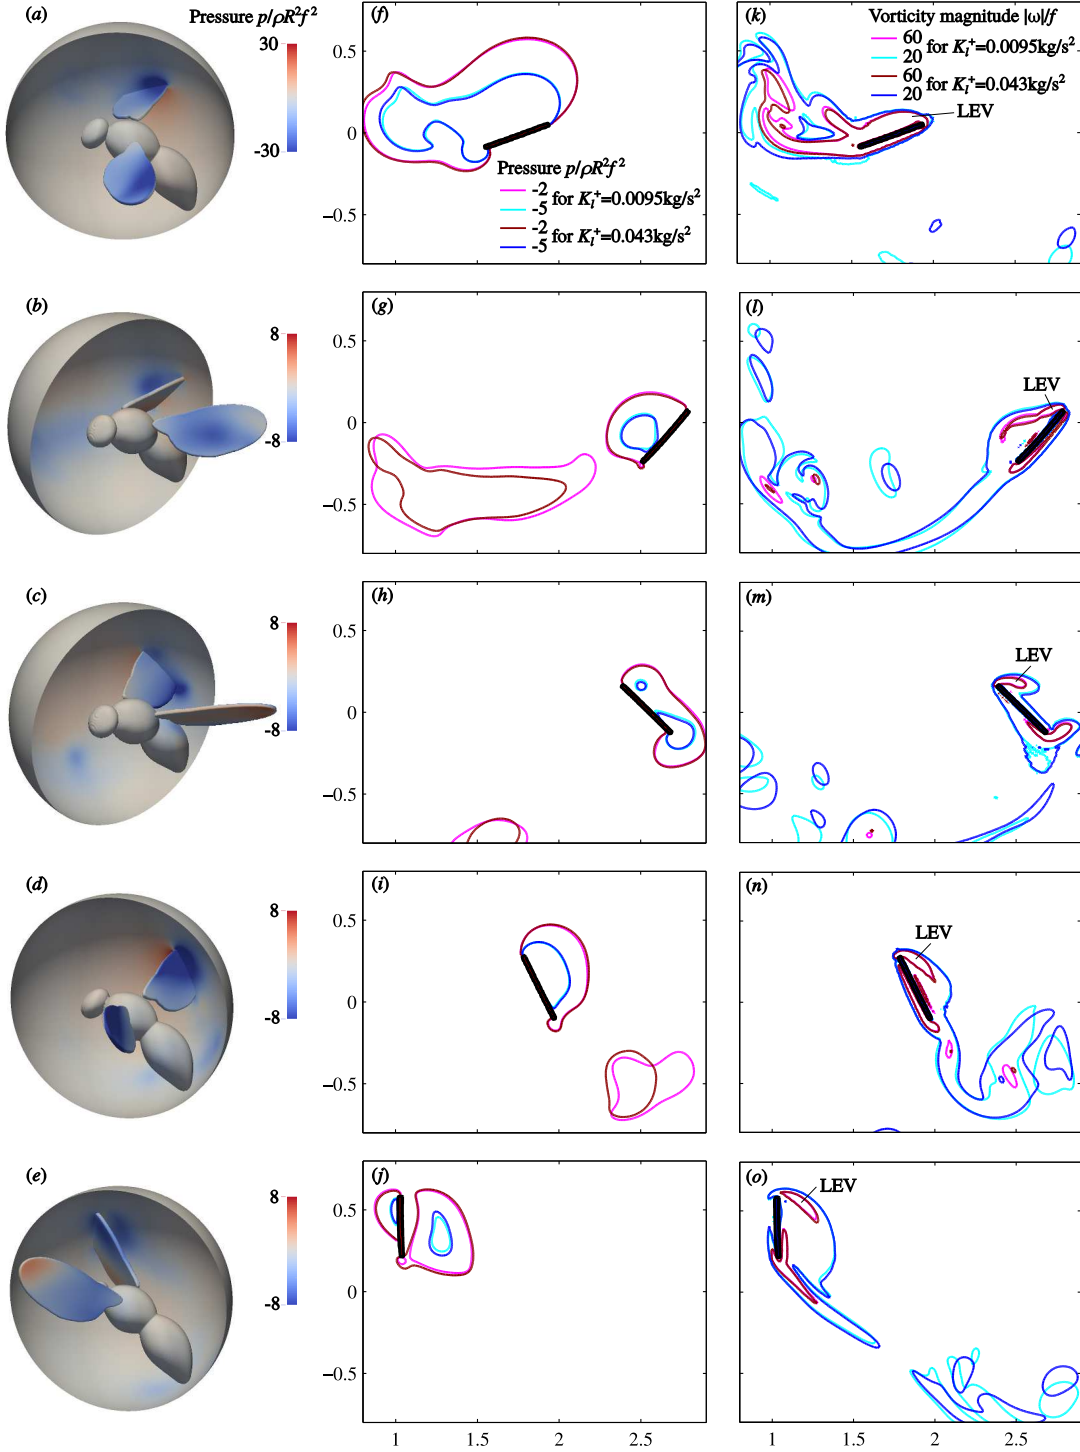 (a) Pressure p/ρR²f²
30
-30
(f)
0.5
0
−0.5
Pressure p/ρR²f²
-2
-5 for Kₗ⁺=0.0095kg/s²
-2
-5 for Kₗ⁺=0.043kg/s²
(k) Vorticity magnitude |ω|/f
60
20 for Kₗ⁺=0.0095kg/s²
60
20 for Kₗ⁺=0.043kg/s²
LEV
(b)
8
-8
(g)
0.5
0
−0.5
(l)
LEV
(c)
8
-8
(h)
0.5
0
−0.5
(m)
LEV
(d)
8
-8
(i)
0.5
0
−0.5
(n)
LEV
(e)
8
-8
(j)
0.5
0
−0.5
1 1.5 2 2.5
(o)
LEV
1 1.5 2 2.5